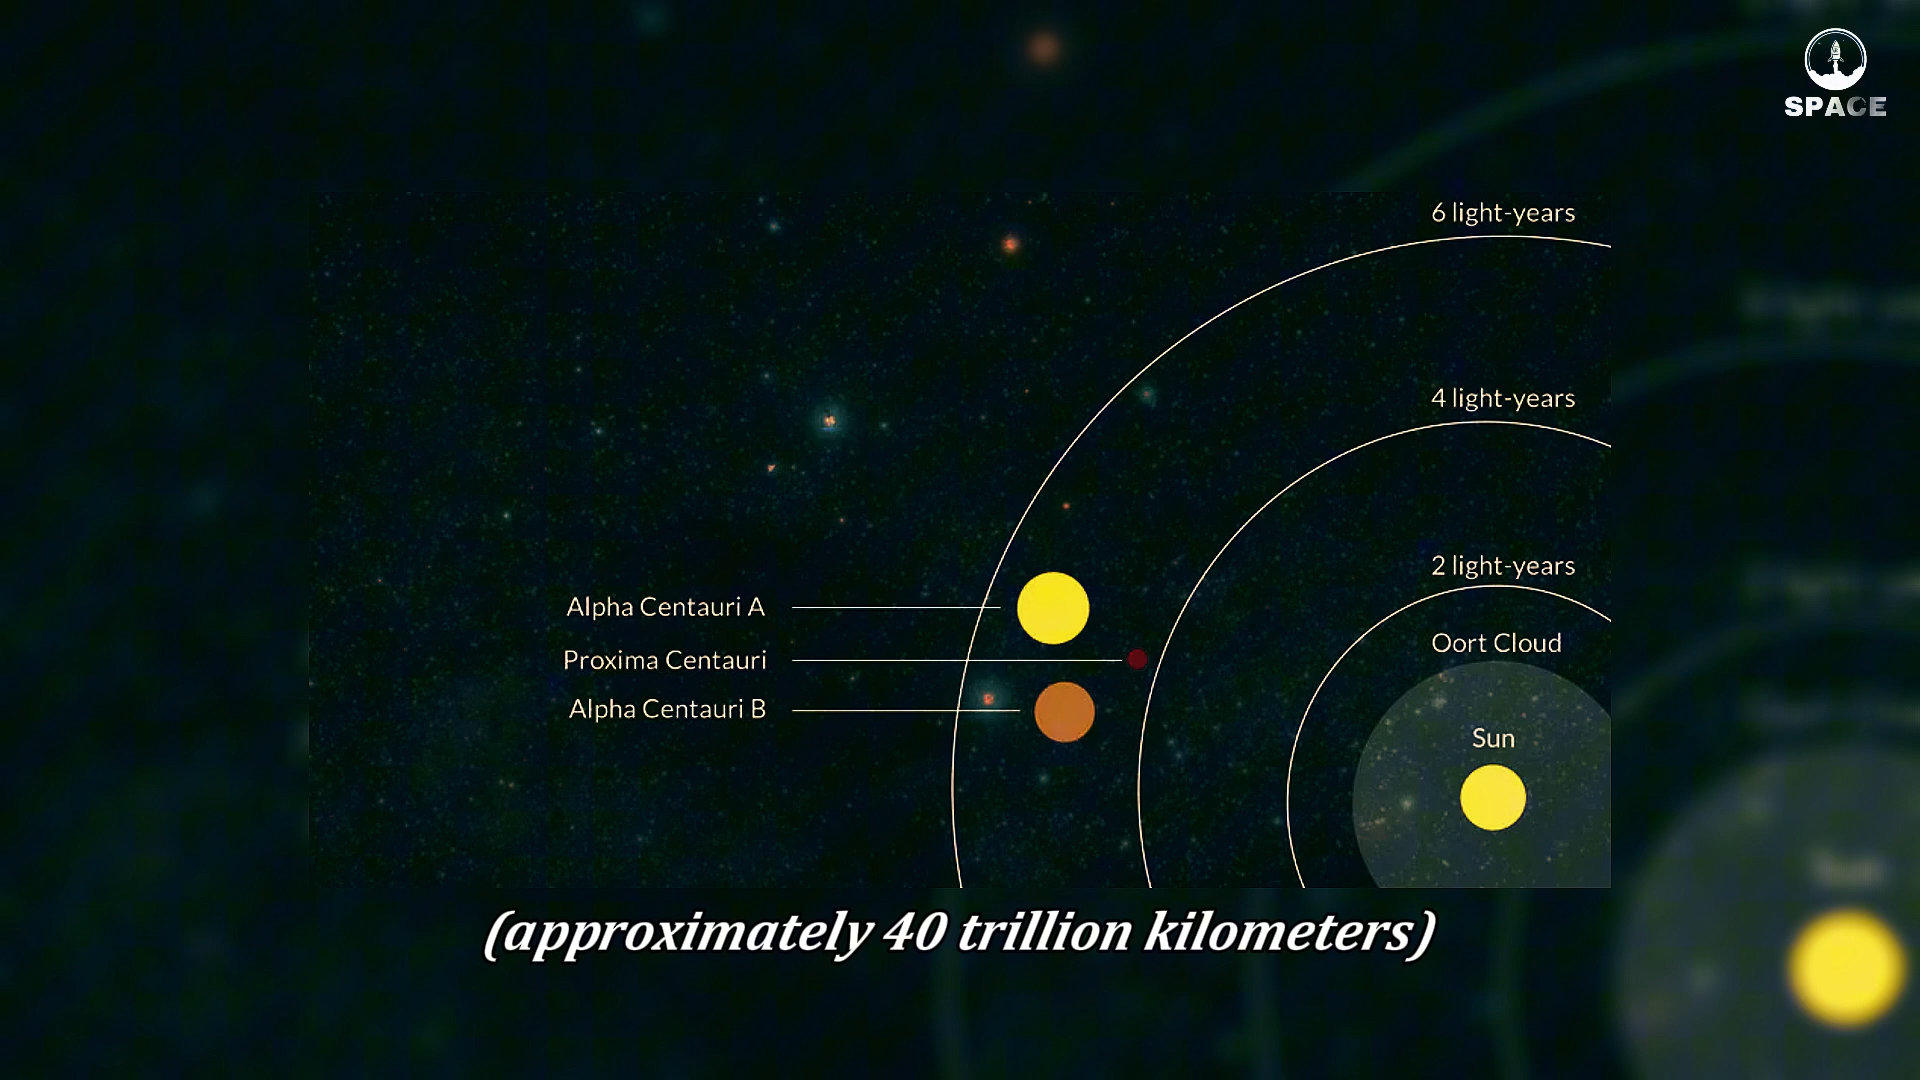 SPACE
6 light-years
4 light-years
2 light-years
Oort Cloud
Sun
Alpha Centauri A
Proxima Centauri
Alpha Centauri B
(approximately 40 trillion kilometers)